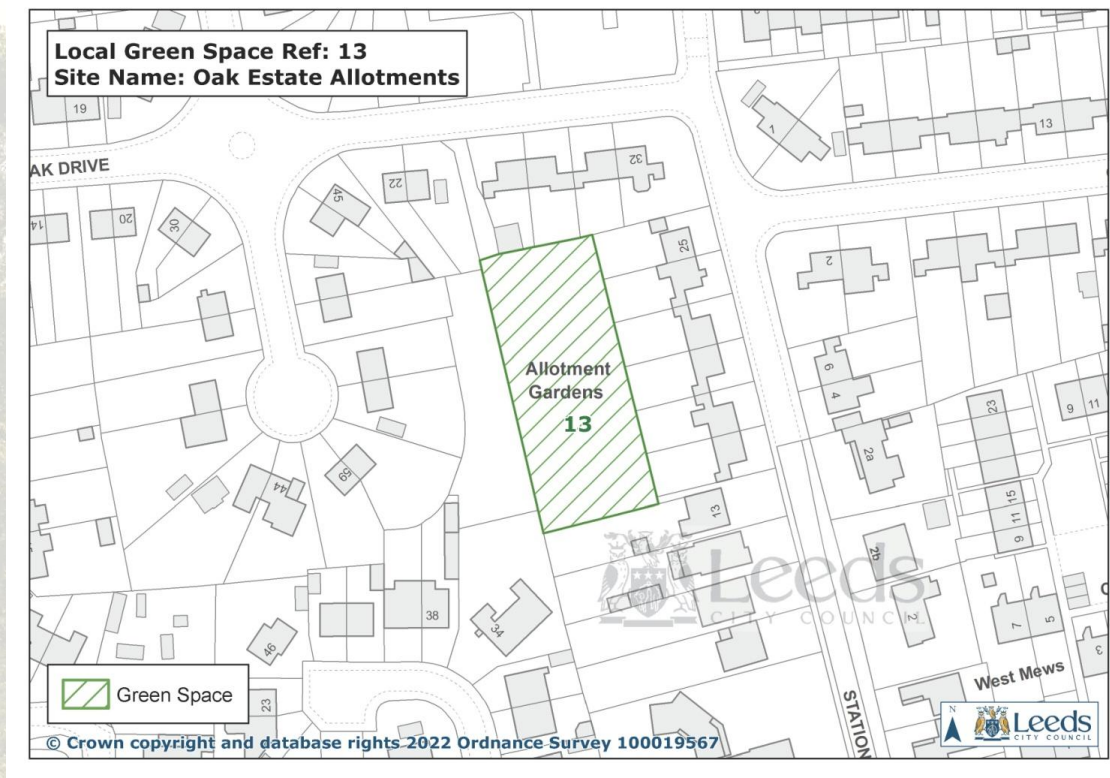 Local Green Space Ref: 13
Site Name: Oak Estate Allotments
19
1
13
AK DRIVE
22
32
45
14
20
30
25
2
Allotment
Gardens
13
6
4
23
9 11
2a
59
44
13
15
11
9
2b
Leeds
CITY COUNCIL
38
34
2
7
5
3
46
West Mews
Green Space
23
STATION
N
Leeds
CITY COUNCIL
© Crown copyright and database rights 2022 Ordnance Survey 100019567